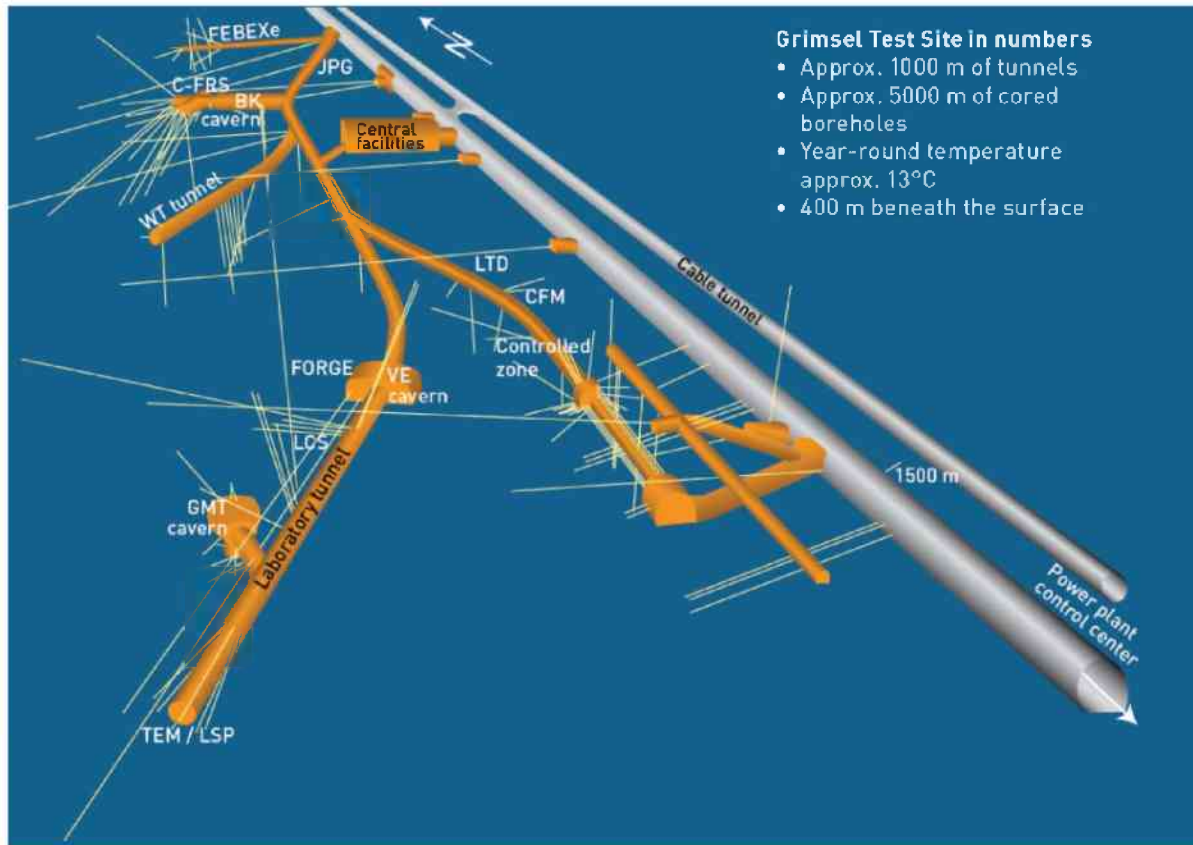 FEBEXe
N
Grimsel Test Site in numbers
• Approx. 1000 m of tunnels
• Approx. 5000 m of cored
boreholes
• Year-round temperature
approx. 13°C
• 400 m beneath the surface
JPG
C-FRS
BK
cavern
Central
facilities
WT tunnel
LTD
CFM
Cable tunnel
Controlled
zone
FORGE
VE
cavern
LOS
Laboratory tunnel
GMT
cavern
1500 m
Power plant
control center
TEM / LSP